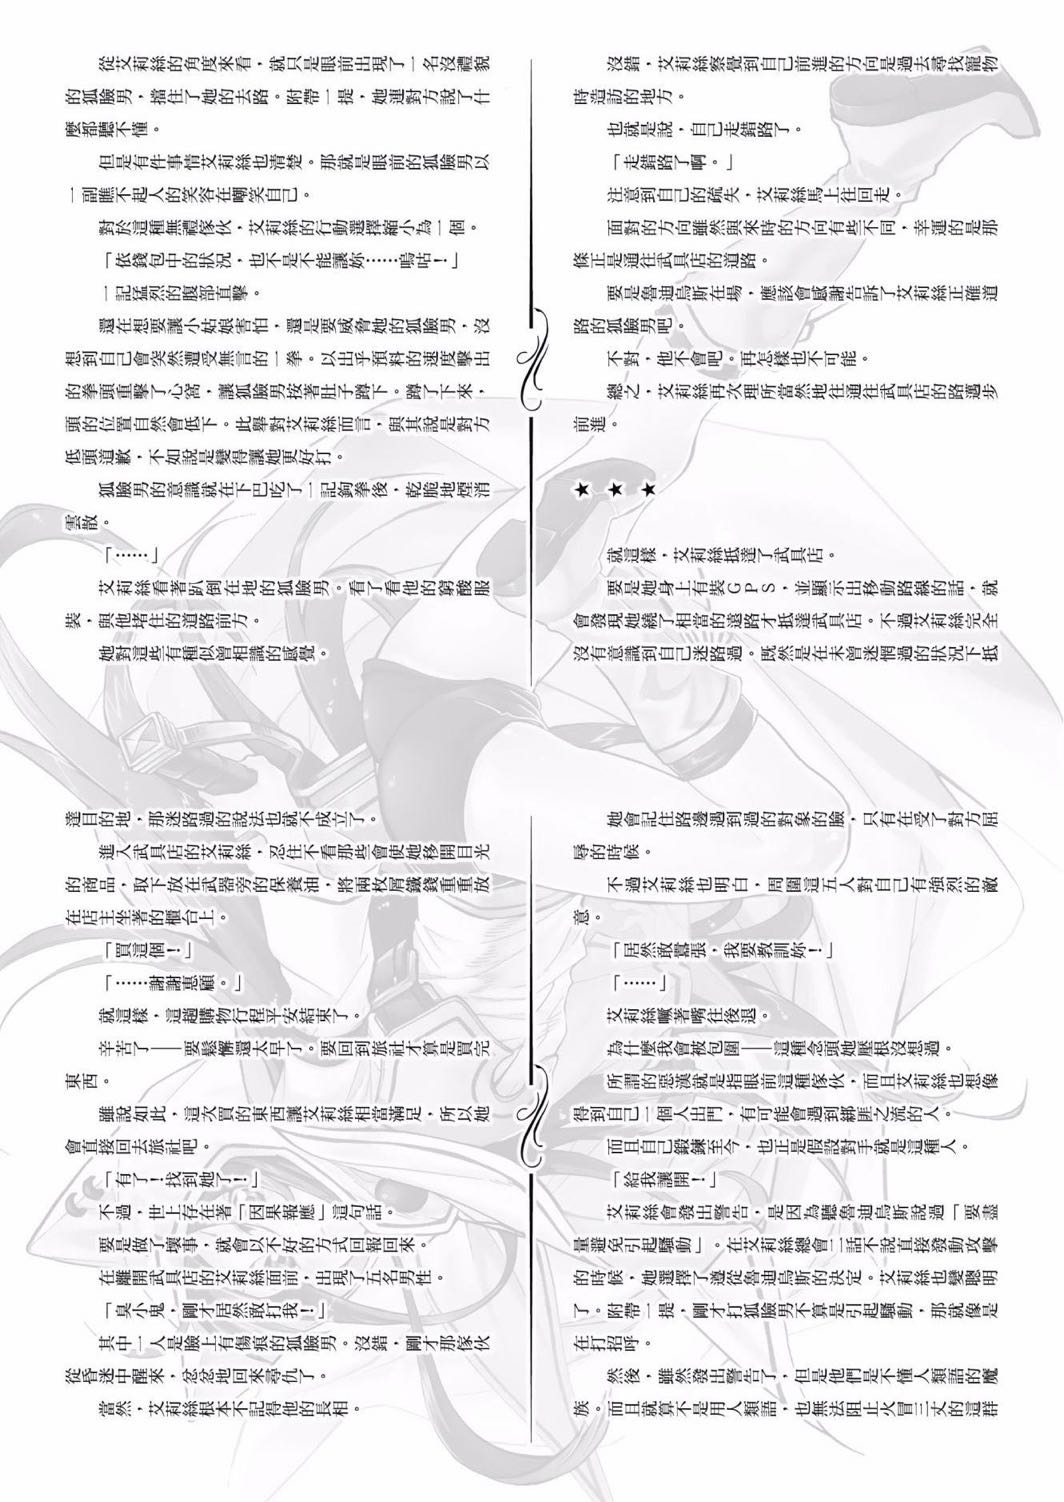 從艾莉絲的角度來看，就只是眼前出現了一名沒禮貌
的狐臉男，擋住了她的去路。附帶一提，她連對方說了什
麼都聽不懂。
但是有件事情艾莉絲也清楚。那就是眼前的狐臉男以
一副瞧不起人的笑容在嘲笑自己。
對於這種無禮傢伙，艾莉絲的行動選擇縮小為一個。
「依錢包中的狀況，也不是不能讓妳……嗚咕！」
一記猛烈的腹部直擊。
還在想要讓小姑娘害怕，還是要威脅她的狐臉男，沒
想到自己會突然遭受無言的一拳。以出乎預料的速度擊出
的拳頭重擊了心窩，讓狐臉男按著肚子蹲下。蹲了下來，
頭的位置自然會低下。此舉對艾莉絲而言，與其說是對方
低頭道歉，不如說是變得讓她更好打。
狐臉男的意識就在下巴吃了一記鉤拳後，乾脆地煙消
雲散。
「……」
艾莉絲看著趴倒在地的狐臉男。看了看他的窮酸服
裝，與他堵住的道路前方。
她對這些有種似曾相識的感覺。
沒錯，艾莉絲察覺到自己前進的方向是過去尋找寵物
時造訪的地方。
也就是說，自己走錯路了。
「走錯路了啊。」
注意到自己的疏失，艾莉絲馬上往回走。
面對的方向雖然與來時的方向有些不同，幸運的是那
條正是通往武具店的道路。
要是魯迪烏斯在場，應該會感謝告訴了艾莉絲正確道
路的狐臉男吧。
不對，他不會吧。再怎樣也不可能。
總之，艾莉絲再次理所當然地往通往武具店的路邁步
前進。
★ ★ ★
就這樣，艾莉絲抵達了武具店。
要是她身上有裝GPS，並顯示出移動路線的話，就
會發現她繞了相當的遠路才抵達武具店。不過艾莉絲完全
沒有意識到自己迷路過。既然是在未曾迷惘過的狀況下抵
達目的地，那迷路過的說法也就不成立了。
進入武具店的艾莉絲，忍住不看那些會使她移開目光
的商品，取下放在武器旁的保養油，將兩枚屑鐵錢重重放
在店主坐著的櫃台上。
「買這個！」
「……謝謝惠顧。」
就這樣，這趟購物行程平安結束了。
辛苦了——要鬆懈還太早了。要回到旅社才算是買完
東西。
雖說如此，這次買的東西讓艾莉絲相當滿足，所以她
會直接回去旅社吧。
「有了！找到她了！」
不過，世上存在著「因果報應」這句話。
要是做了壞事，就會以不好的方式回報回來。
在離開武具店的艾莉絲面前，出現了五名男性。
「臭小鬼，剛才居然敢打我！」
其中一人是臉上有傷痕的狐臉男。沒錯，剛才那傢伙
從昏迷中醒來，忿忿地回來尋仇了。
當然，艾莉絲根本不記得他的長相。
她會記住路邊遇到過的對象的臉，只有在受了對方屈
辱的時候。
不過艾莉絲也明白，周圍這五人對自己有強烈的敵
意。
「居然敢囂張，我要教訓妳！」
「……」
艾莉絲噘著嘴往後退。
為什麼我會被包圍——這種念頭她壓根沒想過。
所謂的惡漢就是指眼前這種傢伙，而且艾莉絲也想像
得到自己一個人出門，有可能會遇到綁匪之流的人。
而且自己鍛鍊至今，也正是假設對手就是這種人。
「給我讓開！」
艾莉絲會發出警告，是因為聽魯迪烏斯說過「要盡
量避免引起騷動」。在艾莉絲總會二話不說直接發動攻擊
的時候，她選擇了遵從魯迪烏斯的決定。艾莉絲也變聰明
了。附帶一提，剛才打狐臉男不算是引起騷動，那就像是
在打招呼。
然後，雖然發出警告了，但是他們是不懂人類語的魔
族。而且就算不是用人類語，也無法阻止火冒三丈的這群